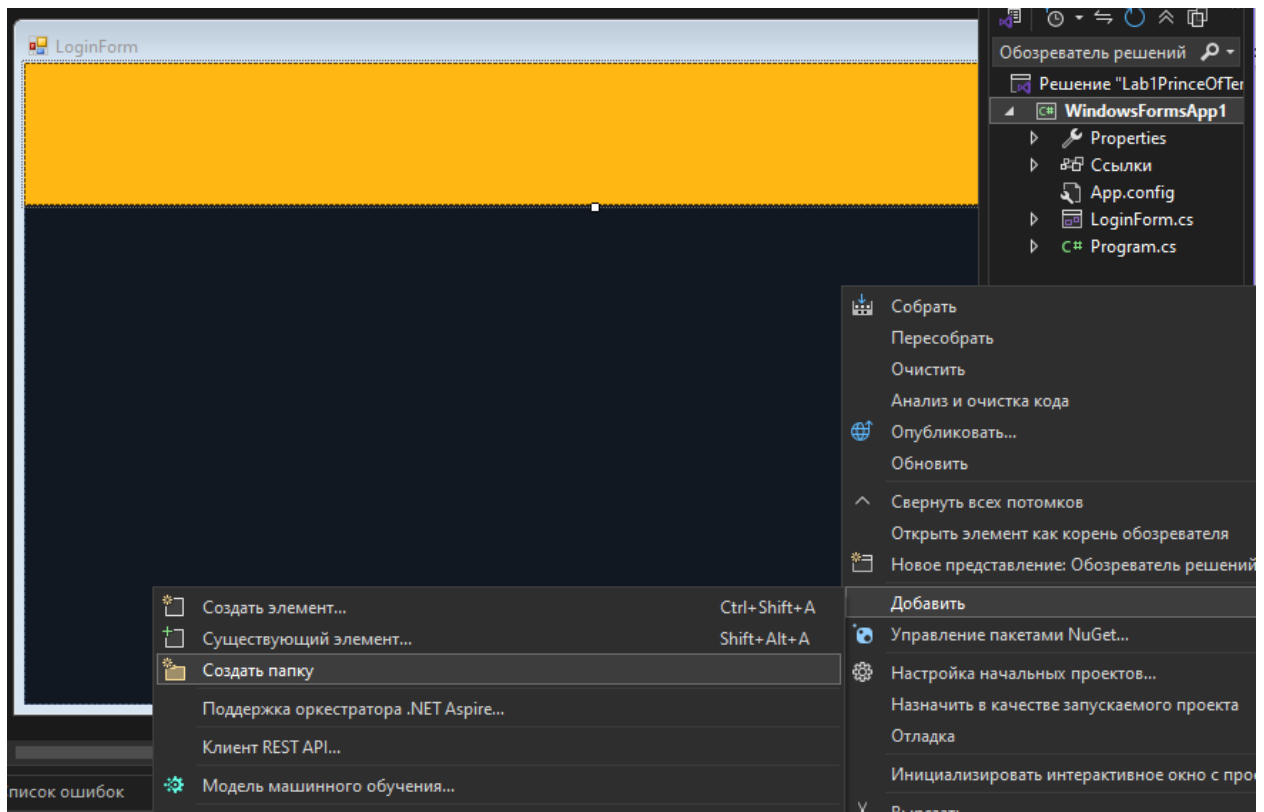 LoginForm
Обозреватель решений
Решение "Lab1PrinceOfTer
WindowsFormsApp1
Properties
Ссылки
App.config
LoginForm.cs
C# Program.cs
Собрать
Пересобрать
Очистить
Анализ и очистка кода
Опубликовать...
Обновить
Свернуть всех потомков
Открыть элемент как корень обозревателя
Новое представление: Обозреватель решений
Добавить
Управление пакетами NuGet...
Настройка начальных проектов...
Назначить в качестве запускаемого проекта
Отладка
Инициализировать интерактивное окно с про
Вырезать
Создать элемент... Ctrl+Shift+A
Существующий элемент... Shift+Alt+A
Создать папку
Поддержка оркестратора .NET Aspire...
Клиент REST API...
Модель машинного обучения...
писок ошибок